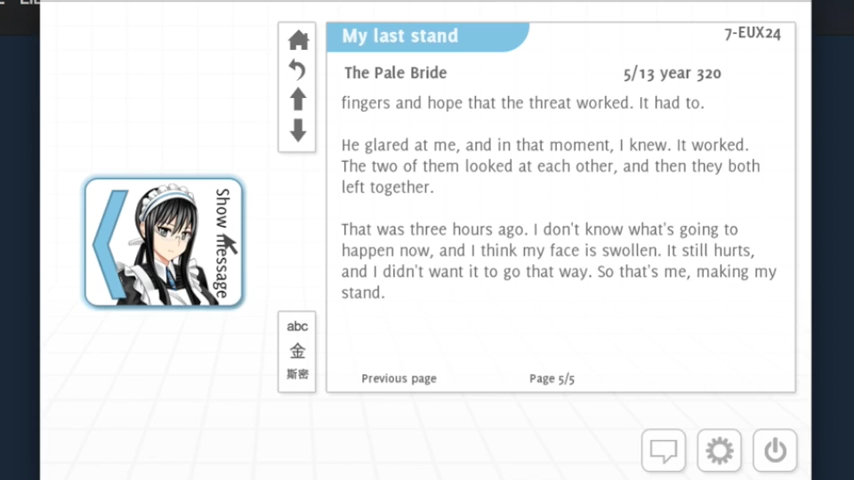 My last stand
7-EUX24
The Pale Bride
5/13 year 320
fingers and hope that the threat worked. It had to.
He glared at me, and in that moment, I knew. It worked.
The two of them looked at each other, and then they both
left together.
That was three hours ago. I don't know what's going to
happen now, and I think my face is swollen. It still hurts,
and I didn't want it to go that way. So that's me, making my
stand.
Show message
abc
金
斯密
Previous page
Page 5/5